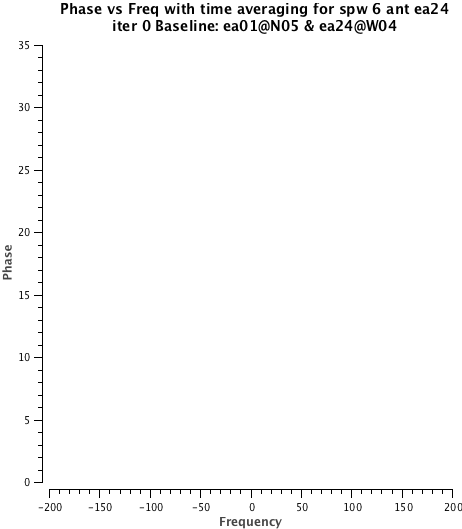 Phase vs Freq with time averaging for spw 6 ant ea24
iter 0 Baseline: ea01@N05 & ea24@W04
35
30
25
20
15
10
5
0
Phase
-200 -150 -100 -50 0 50 100 150 200
Frequency